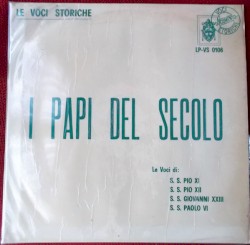 LE VOCI STORICHE
LP-VS 0106
I PAPI DEL SECOLO
Le Voci di:
S. S. PIO XI
S. S. PIO XII
S. S. GIOVANNI XXIII
S. S. PAOLO VI